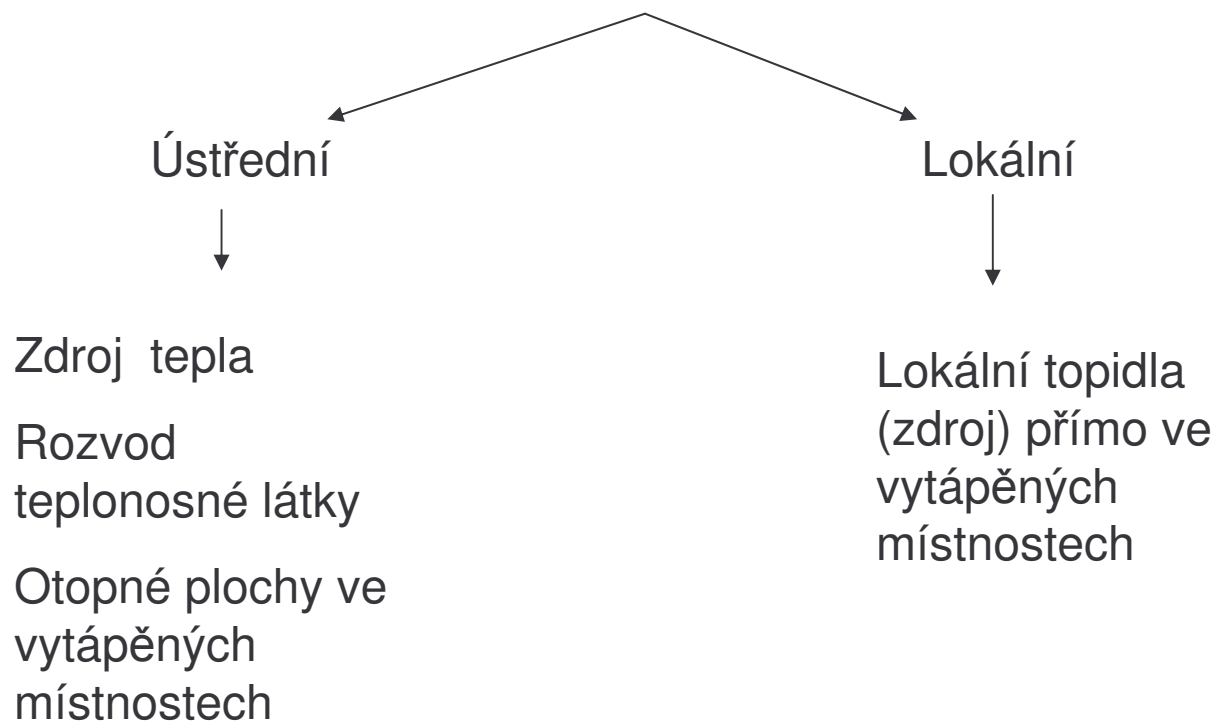 Ústřední
Lokální
Zdroj tepla
Rozvod
teplonosné látky
Otopné plochy ve
vytápěných
místnostech
Lokální topidla
(zdroj) přímo ve
vytápěných
místnostech